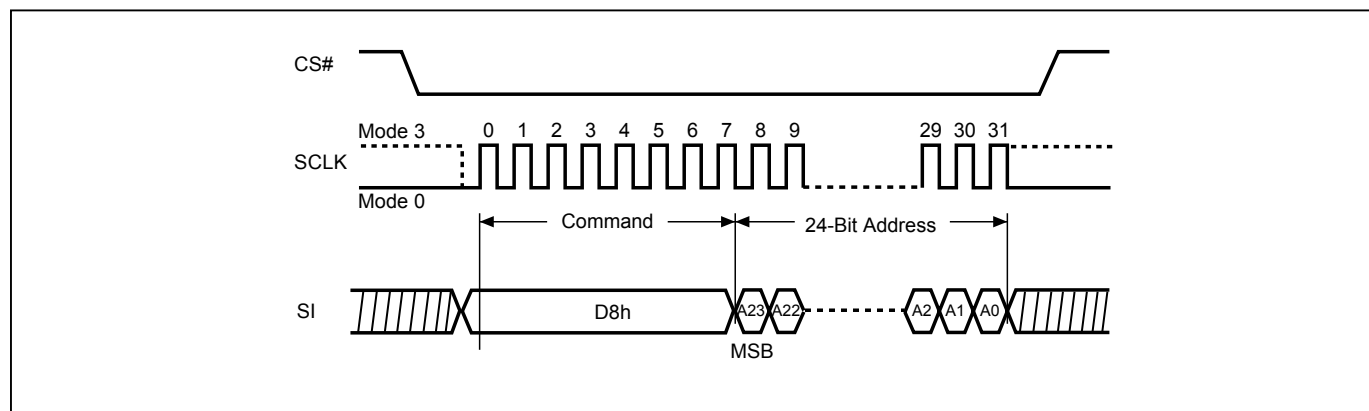 CS#
Mode 3
0 1 2 3 4 5 6 7 8 9 29 30 31
SCLK
Mode 0
Command 24-Bit Address
SI D8h A23 A22 A2 A1 A0
MSB